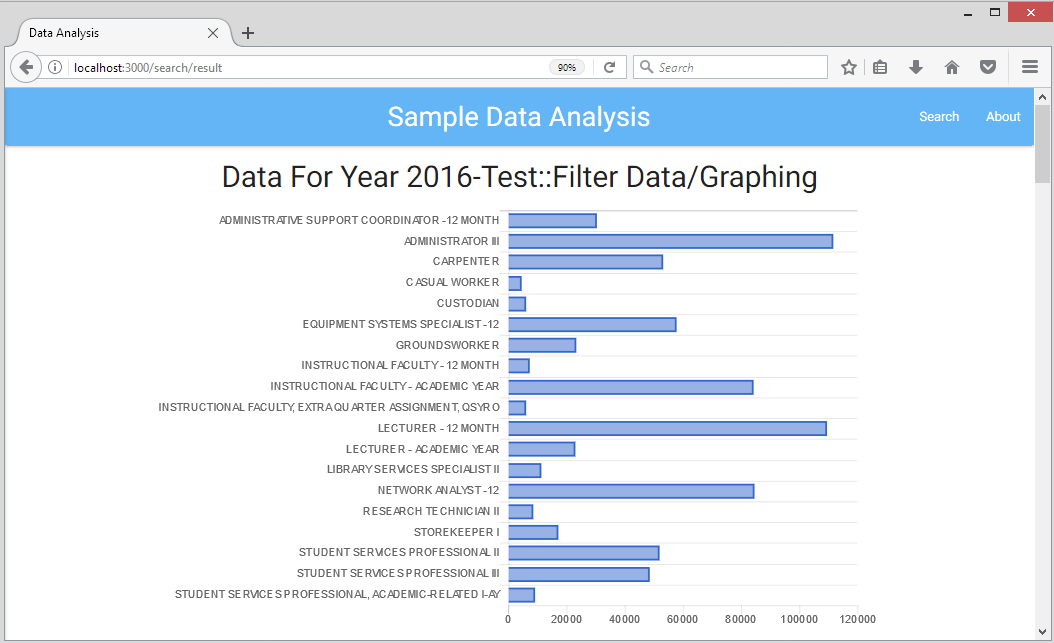 Data Analysis
localhost:3000/search/result
90%
Search
Sample Data Analysis
Search About
Data For Year 2016-Test::Filter Data/Graphing
ADMINISTRATIVE SUPPORT COORDINATOR -12 MONTH
ADMINISTRATOR III
CARPENTER
CASUAL WORKER
CUSTODIAN
EQUIPMENT SYSTEMS SPECIALIST -12
GROUNDSWORKER
INSTRUCTIONAL FACULTY - 12 MONTH
INSTRUCTIONAL FACULTY - ACADEMIC YEAR
INSTRUCTIONAL FACULTY, EXTRA QUARTER ASSIGNMENT, QSYRO
LECTURER - 12 MONTH
LECTURER - ACADEMIC YEAR
LIBRARY SERVICES SPECIALIST II
NETWORK ANALYST -12
RESEARCH TECHNICIAN II
STOREKEEPER I
STUDENT SERVICES PROFESSIONAL II
STUDENT SERVICES PROFESSIONAL III
STUDENT SERVICES PROFESSIONAL, ACADEMIC-RELATED I-AY
0 20000 40000 60000 80000 100000 120000